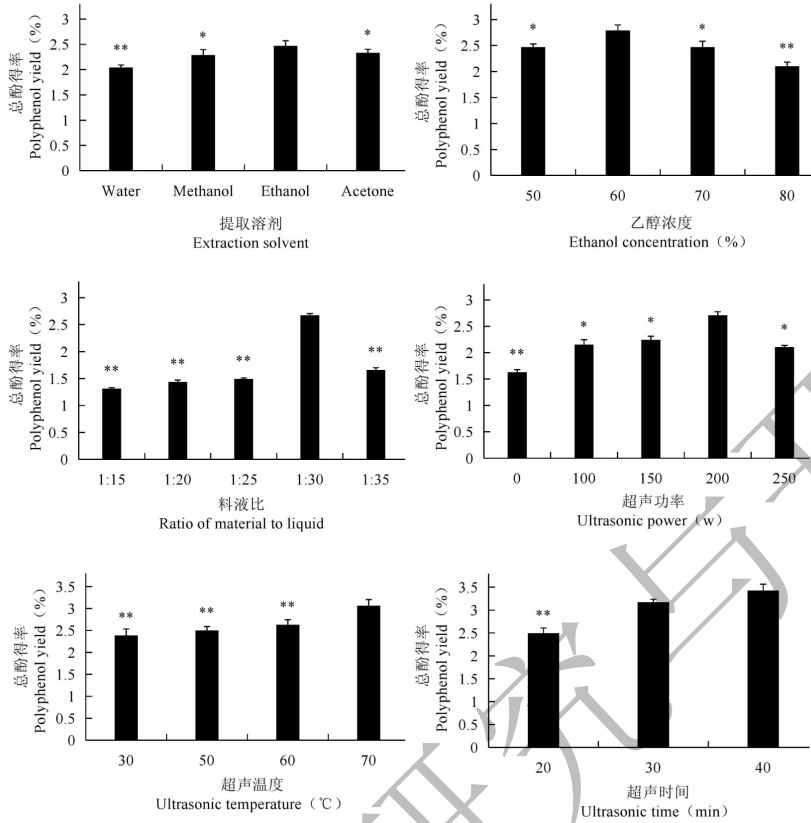 总酚得率
Polyphenol yield（%）
3
2.5
2
1.5
1
0.5
0
**
*
*
Water
Methanol
Ethanol
Acetone
提取溶剂
Extraction solvent
总酚得率
Polyphenol yield（%）
3
2.5
2
1.5
1
0.5
0
*
*
**
50
60
70
80
乙醇浓度
Ethanol concentration（%）
总酚得率
Polyphenol yield（%）
3
2.5
2
1.5
1
0.5
0
**
**
**
**
1:15
1:20
1:25
1:30
1:35
料液比
Ratio of material to liquid
总酚得率
Polyphenol yield（%）
3
2.5
2
1.5
1
0.5
0
**
*
*
*
0
100
150
200
250
超声功率
Ultrasonic power（w）
总酚得率
Polyphenol yield（%）
3.5
3
2.5
2
1.5
1
0.5
0
**
**
**
30
50
60
70
超声温度
Ultrasonic temperature（℃）
总酚得率
Polyphenol yield（%）
3.5
3
2.5
2
1.5
1
0.5
0
**
20
30
40
超声时间
Ultrasonic time（min）
研究与